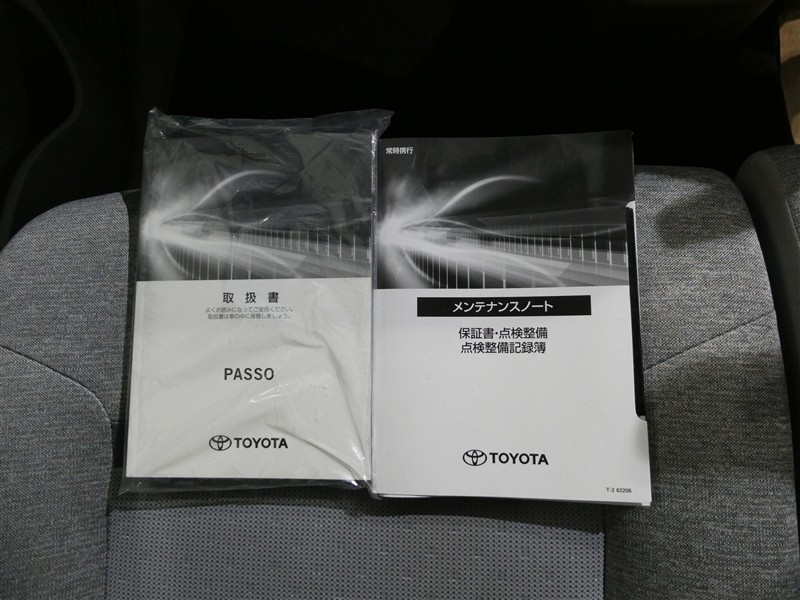 取扱書
よくお読みになってご使用ください。
取扱書は車の中に保管しましょう。
PASSO
TOYOTA
常時携行
メンテナンスノート
保証書・点検整備
点検整備記録簿
TOYOTA
T-2 62206